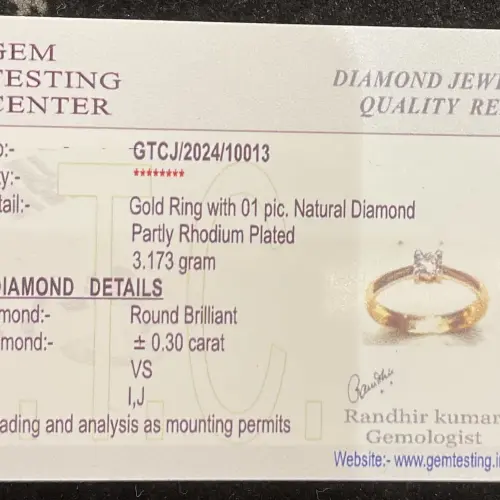 GEM
TESTING
CENTER
DIAMOND JEW
QUALITY RE
o:- GTCJ/2024/10013
ty:- ********
tail:- Gold Ring with 01 pic. Natural Diamond
Partly Rhodium Plated
3.173 gram
DIAMOND DETAILS
mond:- Round Brilliant
mond:- ± 0.30 carat
VS
I,J
ading and analysis as mounting permits
Randhir kumar
Gemologist
Website:- www.gemtesting.i